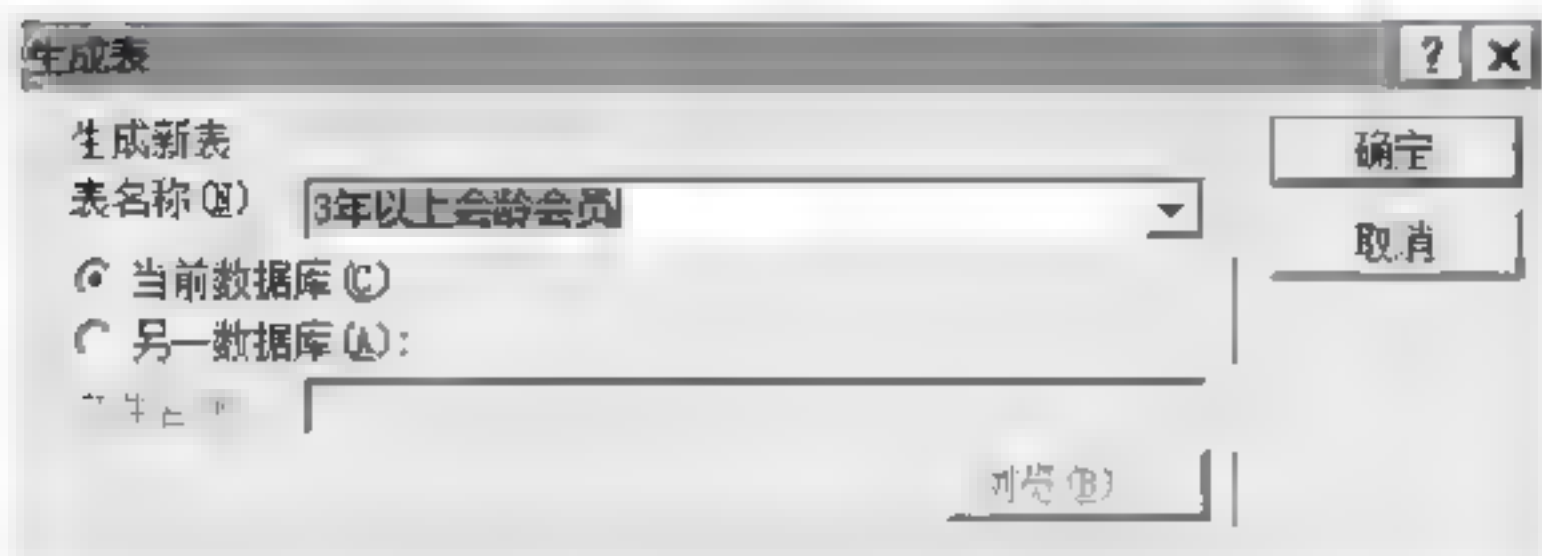 生成表
生成新表
确定
表名称(N)
3年以上会龄会员
取消
当前数据库(C)
另一数据库(A):
(B)